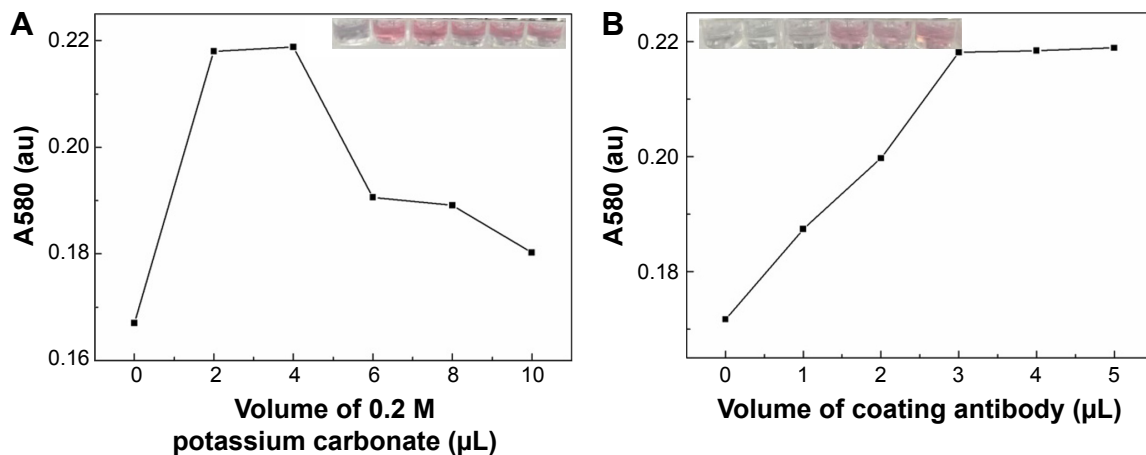 A
0.22
0.20
0.18
0.16
A580 (au)
0 2 4 6 8 10
Volume of 0.2 M
potassium carbonate (µL)
B
0.22
0.20
0.18
A580 (au)
0 1 2 3 4 5
Volume of coating antibody (µL)